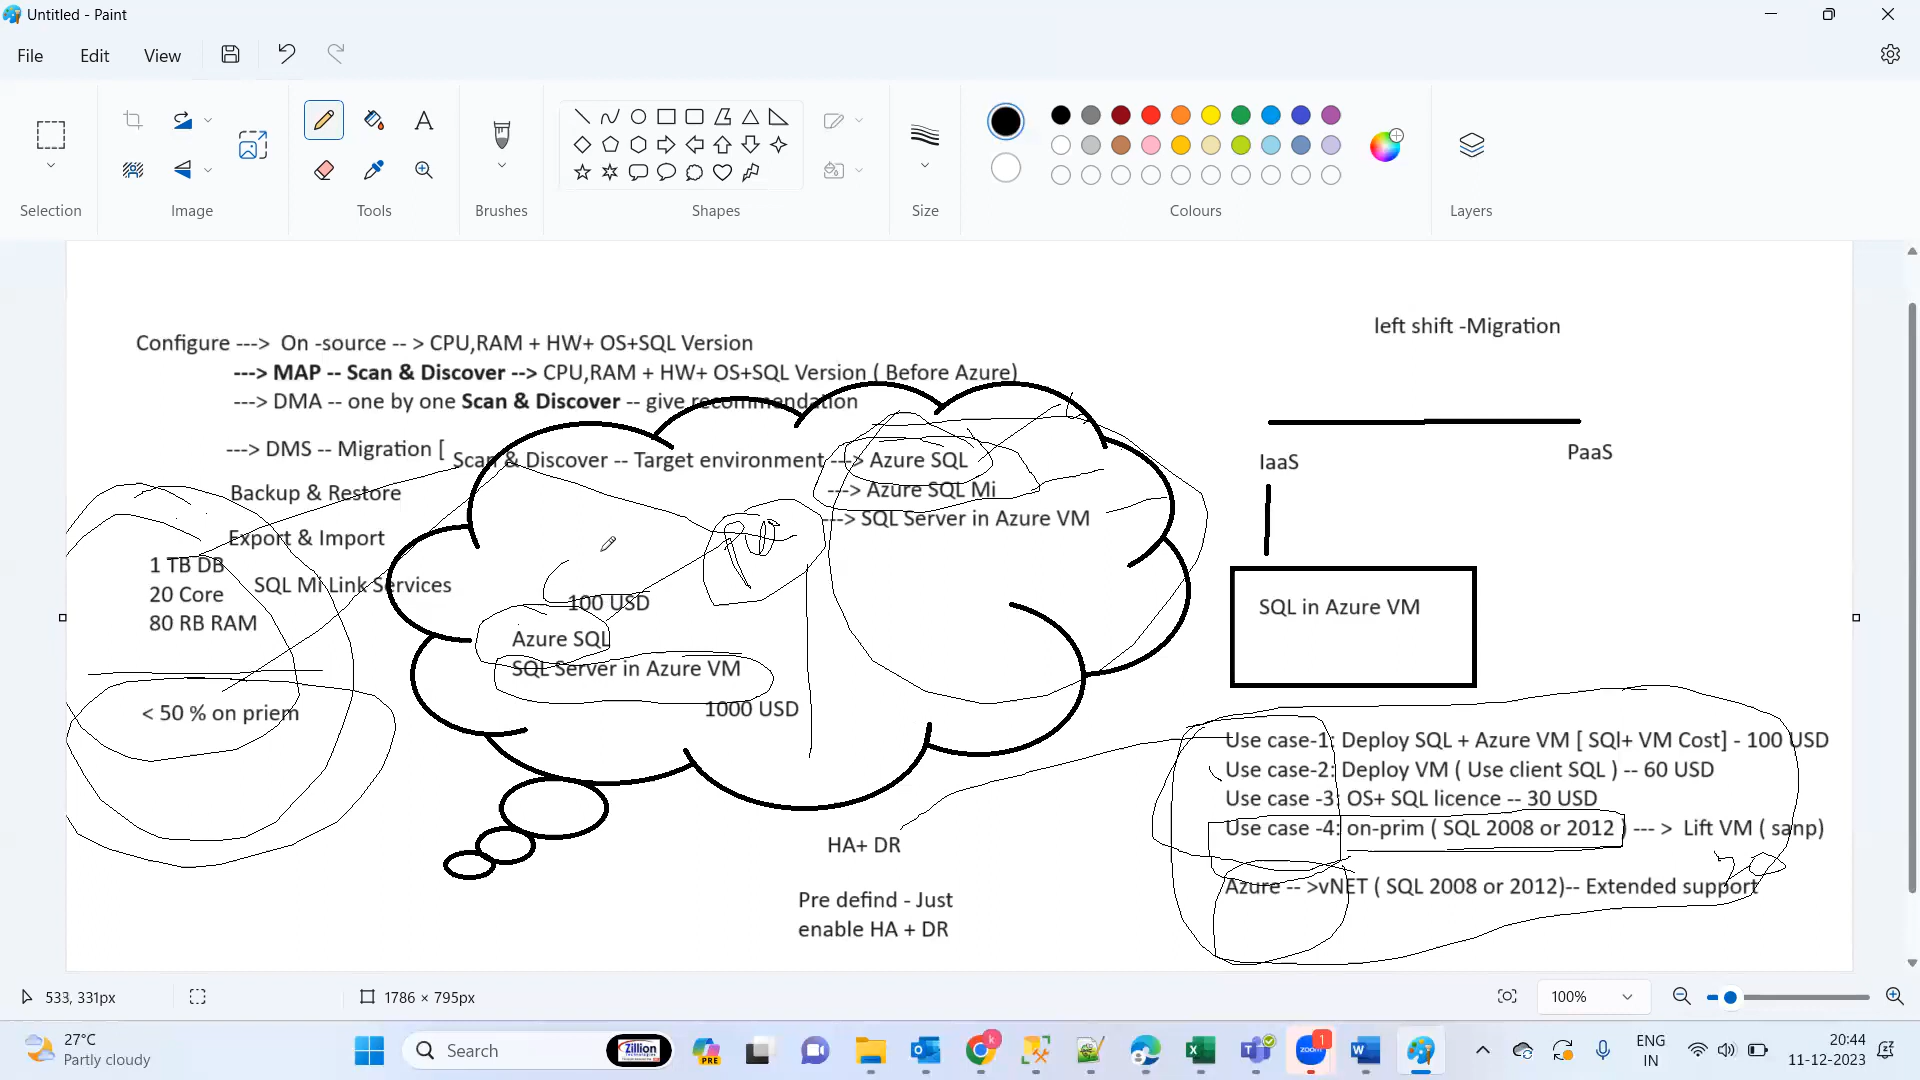 Untitled - Paint
File Edit View
Selection Image Tools Brushes Shapes Size Colours Layers
Configure ---> On -source -- > CPU,RAM + HW+ OS+SQL Version
---> MAP -- Scan & Discover --> CPU,RAM + HW+ OS+SQL Version ( Before Azure)
---> DMA -- one by one Scan & Discover -- give recommendation
---> DMS -- Migration [
Scan & Discover -- Target environment ---> Azure SQL
---> Azure SQL Mi
---> SQL Server in Azure VM
Backup & Restore
Export & Import
SQL Mi Link Services
1 TB DB
20 Core
80 RB RAM
< 50 % on priem
100 USD
Azure SQL
SQL Server in Azure VM
1000 USD
HA+ DR
Pre defind - Just
enable HA + DR
left shift -Migration
IaaS
PaaS
SQL in Azure VM
Use case-1: Deploy SQL + Azure VM [ SQl+ VM Cost] - 100 USD
Use case-2: Deploy VM ( Use client SQL ) -- 60 USD
Use case -3: OS+ SQL licence -- 30 USD
Use case -4: on-prim ( SQL 2008 or 2012 ) --- > Lift VM ( sanp)
Azure -- >vNET ( SQL 2008 or 2012)-- Extended support
533, 331px
1786 × 795px
100%
27°C
Partly cloudy
Search
Zillion
PRE
zoom
1
ENG
IN
20:44
11-12-2023